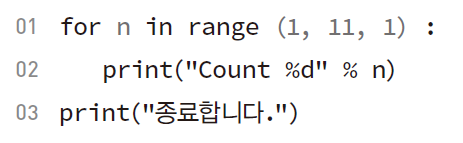 01 for n in range (1, 11, 1) :
02 print("Count %d" % n)
03 print("종료합니다.")